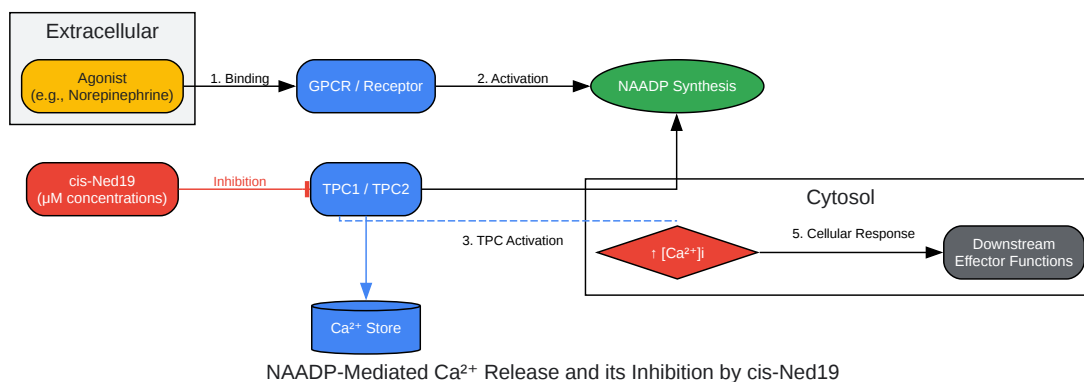 Extracellular
Agonist
(e.g., Norepinephrine)
1. Binding
GPCR / Receptor
2. Activation
NAADP Synthesis
cis-Ned19
(μM concentrations)
Inhibition
TPC1 / TPC2
Cytosol
3. TPC Activation
↑ [Ca²⁺]i
5. Cellular Response
Downstream
Effector Functions
Ca²⁺ Store
NAADP-Mediated Ca²⁺ Release and its Inhibition by cis-Ned19